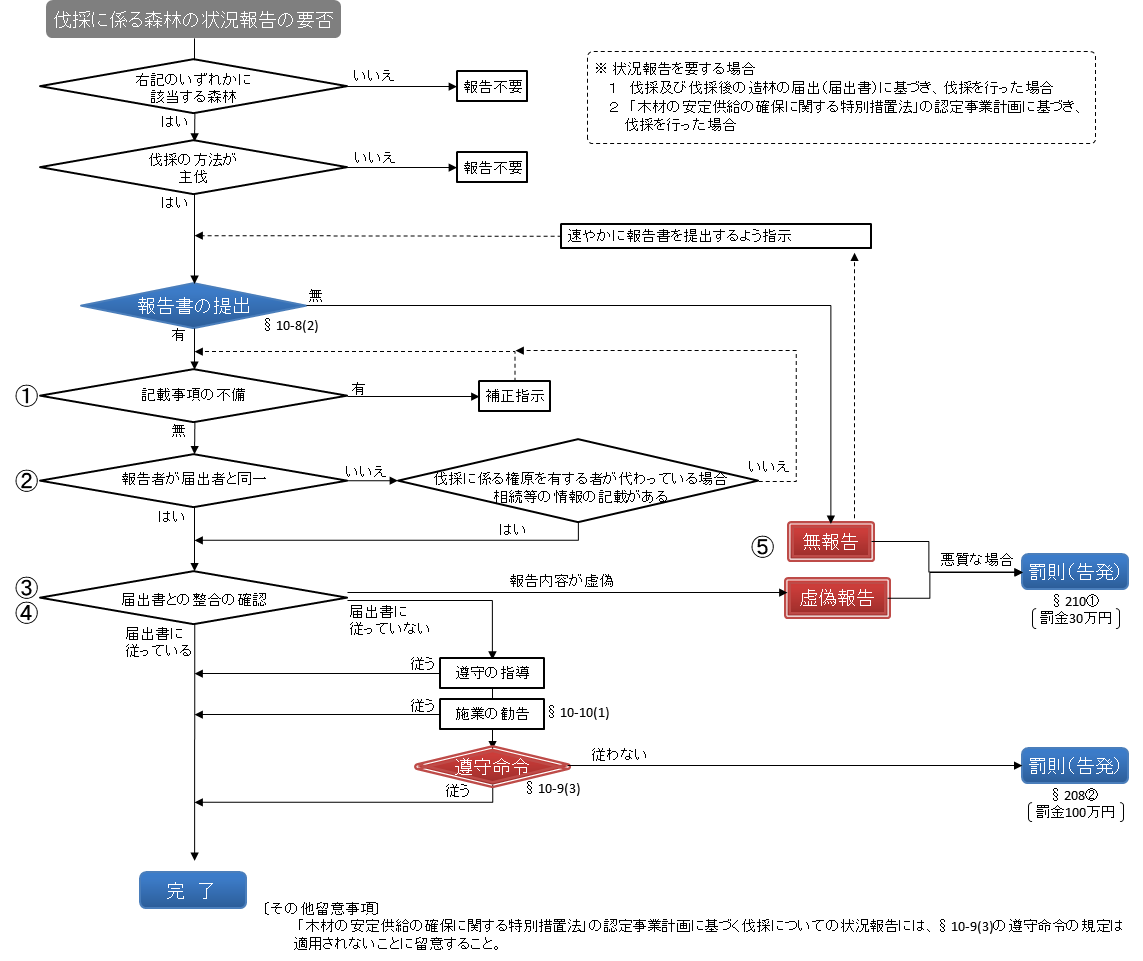 伐採に係る森林の状況報告の要否
右記のいずれかに
該当する森林
いいえ
報告不要
はい
※ 状況報告を要する場合
1 伐採及び伐採後の造林の届出(届出書)に基づき、伐採を行った場合
2 「木材の安定供給の確保に関する特別措置法」の認定事業計画に基づき、
伐採を行った場合
伐採の方法が
主伐
いいえ
報告不要
はい
速やかに報告書を提出するよう指示
報告書の提出
無
§10-8(2)
有
①
記載事項の不備
有
補正指示
無
②
報告者が届出者と同一
いいえ
伐採に係る権原を有する者が代わっている場合
相続等の情報の記載がある
いいえ
はい
はい
⑤
無報告
悪質な場合
罰則(告発)
§210①
〔罰金30万円〕
③
④
届出書との整合の確認
報告内容が虚偽
虚偽報告
届出書に
従っていない
届出書に
従っている
従う
遵守の指導
従う
施業の勧告
§10-10(1)
遵守命令
従わない
罰則(告発)
§208②
〔罰金100万円〕
§10-9(3)
従う
完 了
〔その他留意事項〕
「木材の安定供給の確保に関する特別措置法」の認定事業計画に基づく伐採についての状況報告には、§10-9(3)の遵守命令の規定は
適用されないことに留意すること。